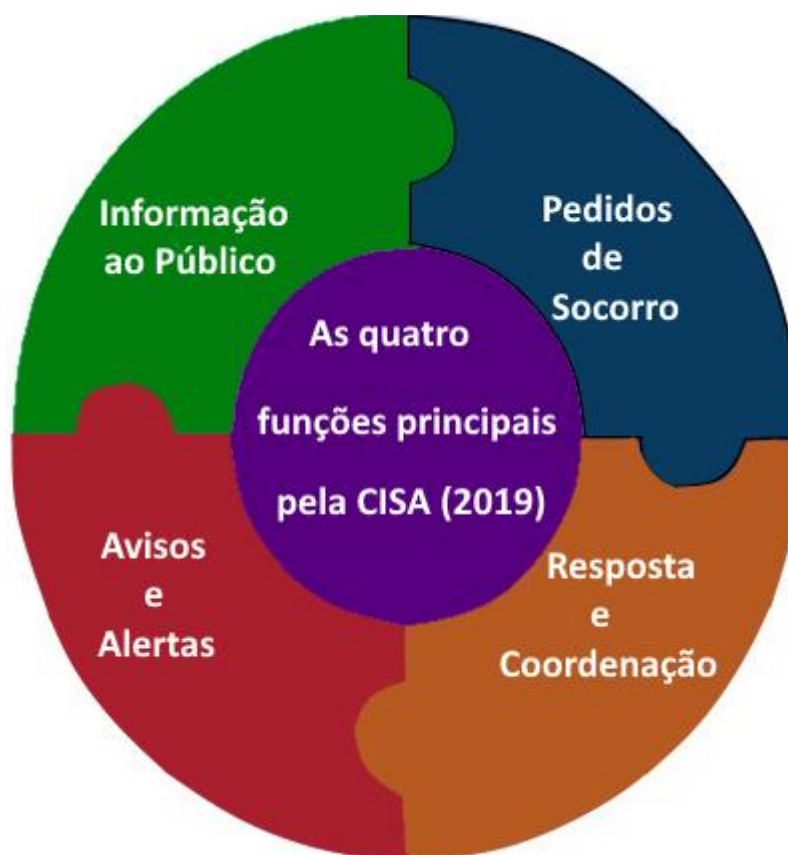 Informação
ao Público
Pedidos
de
Socorro
As quatro
funções principais
pela CISA (2019)
Avisos
e
Alertas
Resposta
e
Coordenação